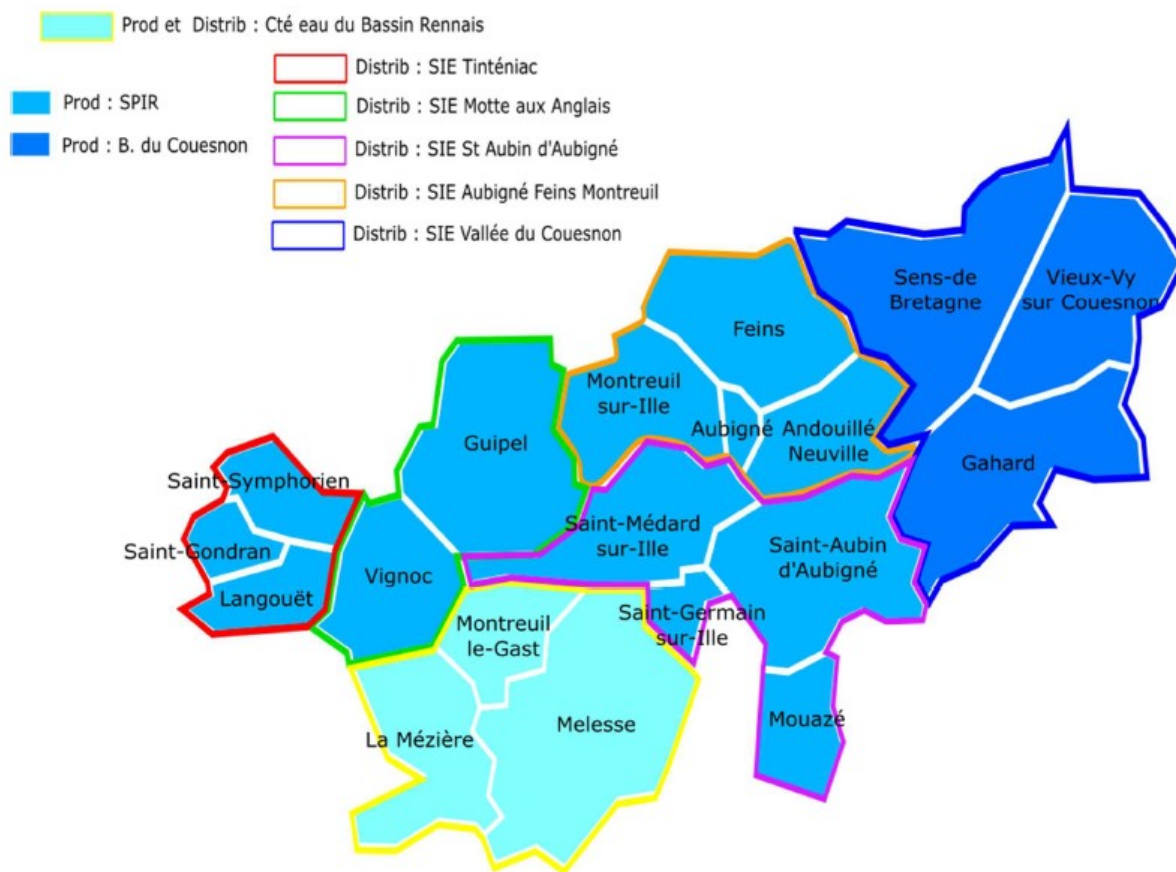 Prod et Distrib : Cté eau du Bassin Rennais
Distrib : SIE Tinténiac
Prod : SPIR
Distrib : SIE Motte aux Anglais
Prod : B. du Couesnon
Distrib : SIE St Aubin d'Aubigné
Distrib : SIE Aubigné Feins Montreuil
Distrib : SIE Vallée du Couesnon
Sens-de
Bretagne
Vieux-Vy
sur Couesnon
Feins
Montreuil
sur-Ille
Aubigné
Andouillé
Neuville
Guipel
Gahard
Saint-Symphorien
Saint-Gondran
Langouët
Vignoc
Saint-Médard
sur-Ille
Saint-Aubin
d'Aubigné
Saint-Germain
sur-Ille
Montreuil
le-Gast
La Mézière
Melesse
Mouazé